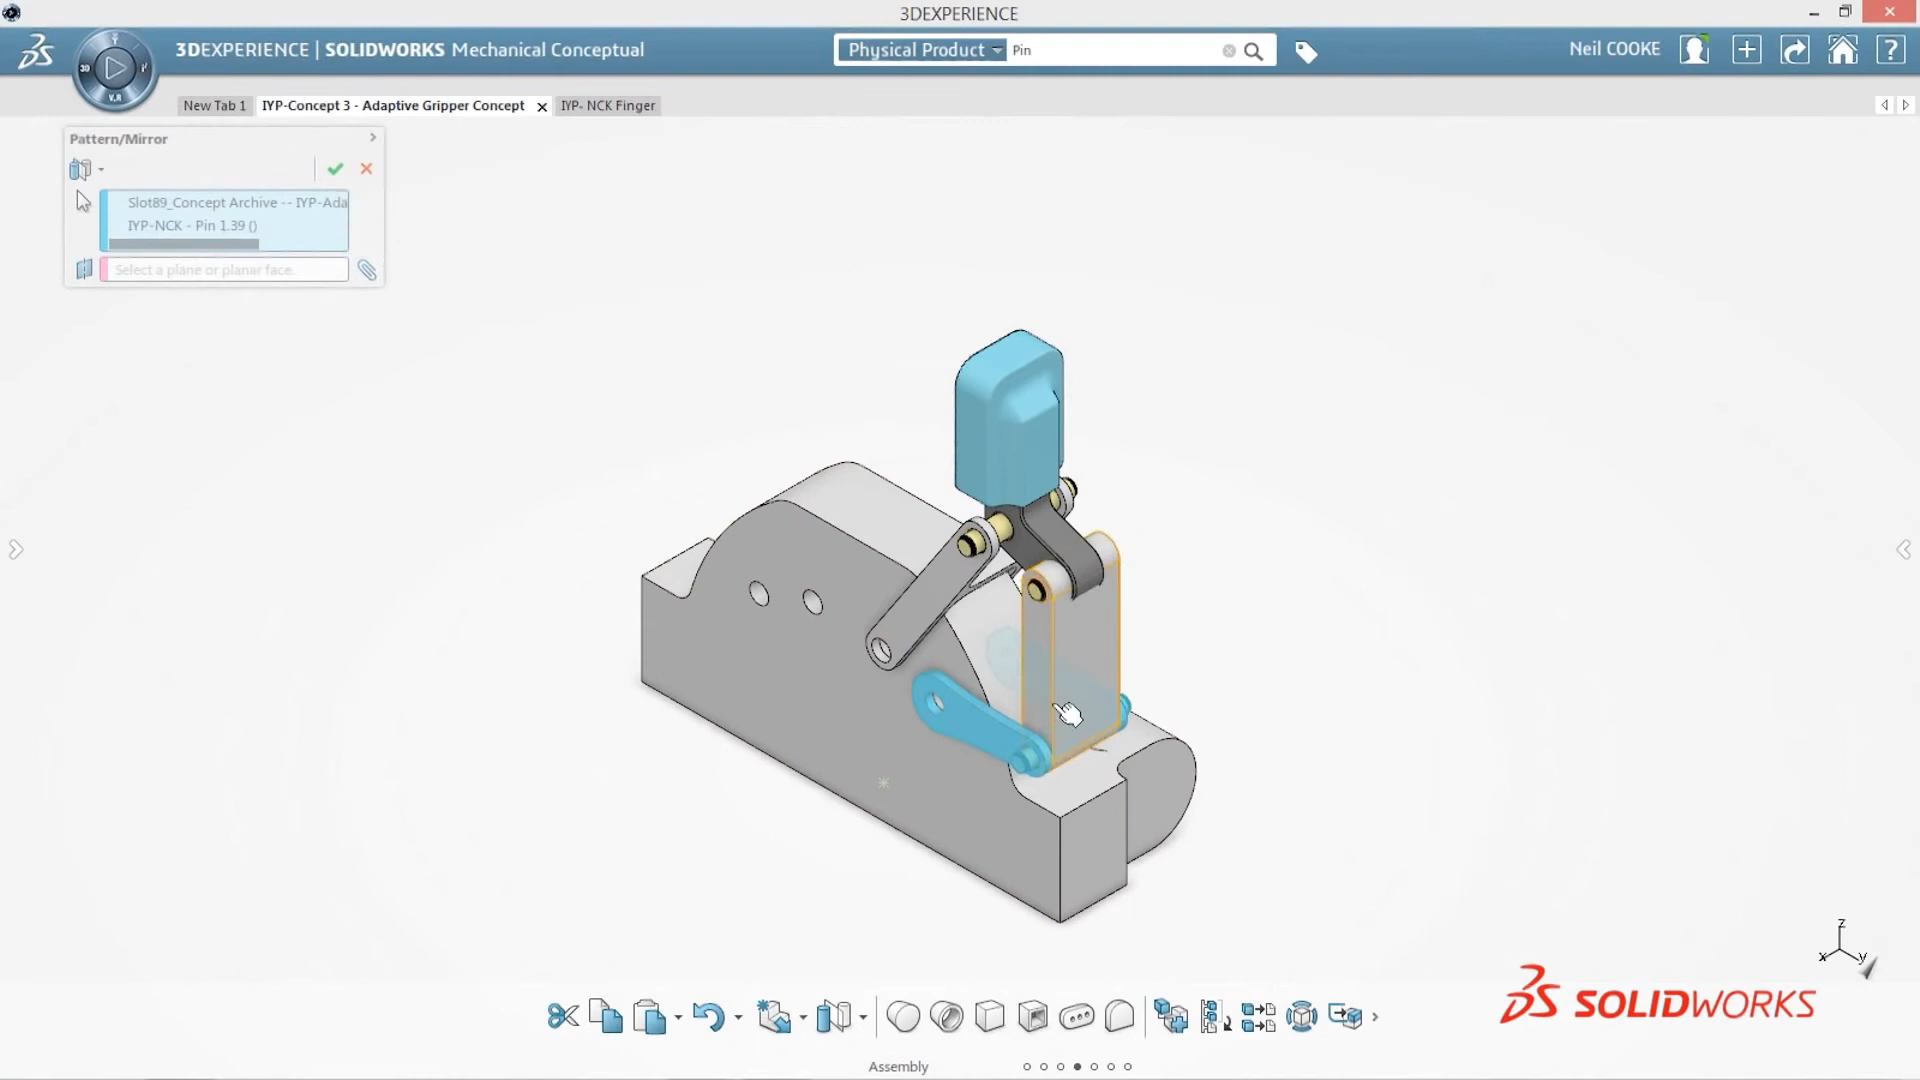 3DEXPERIENCE
3DEXPERIENCE | SOLIDWORKS Mechanical Conceptual
Physical Product
Pin
Neil COOKE
3D
V.R
New Tab 1
IYP-Concept 3 - Adaptive Gripper Concept
IYP- NCK Finger
Pattern/Mirror
Slot89_Concept Archive -- IYP-Ada
IYP-NCK - Pin 1.39 ()
Select a plane or planar face.
z
x
y
SOLIDWORKS
Assembly